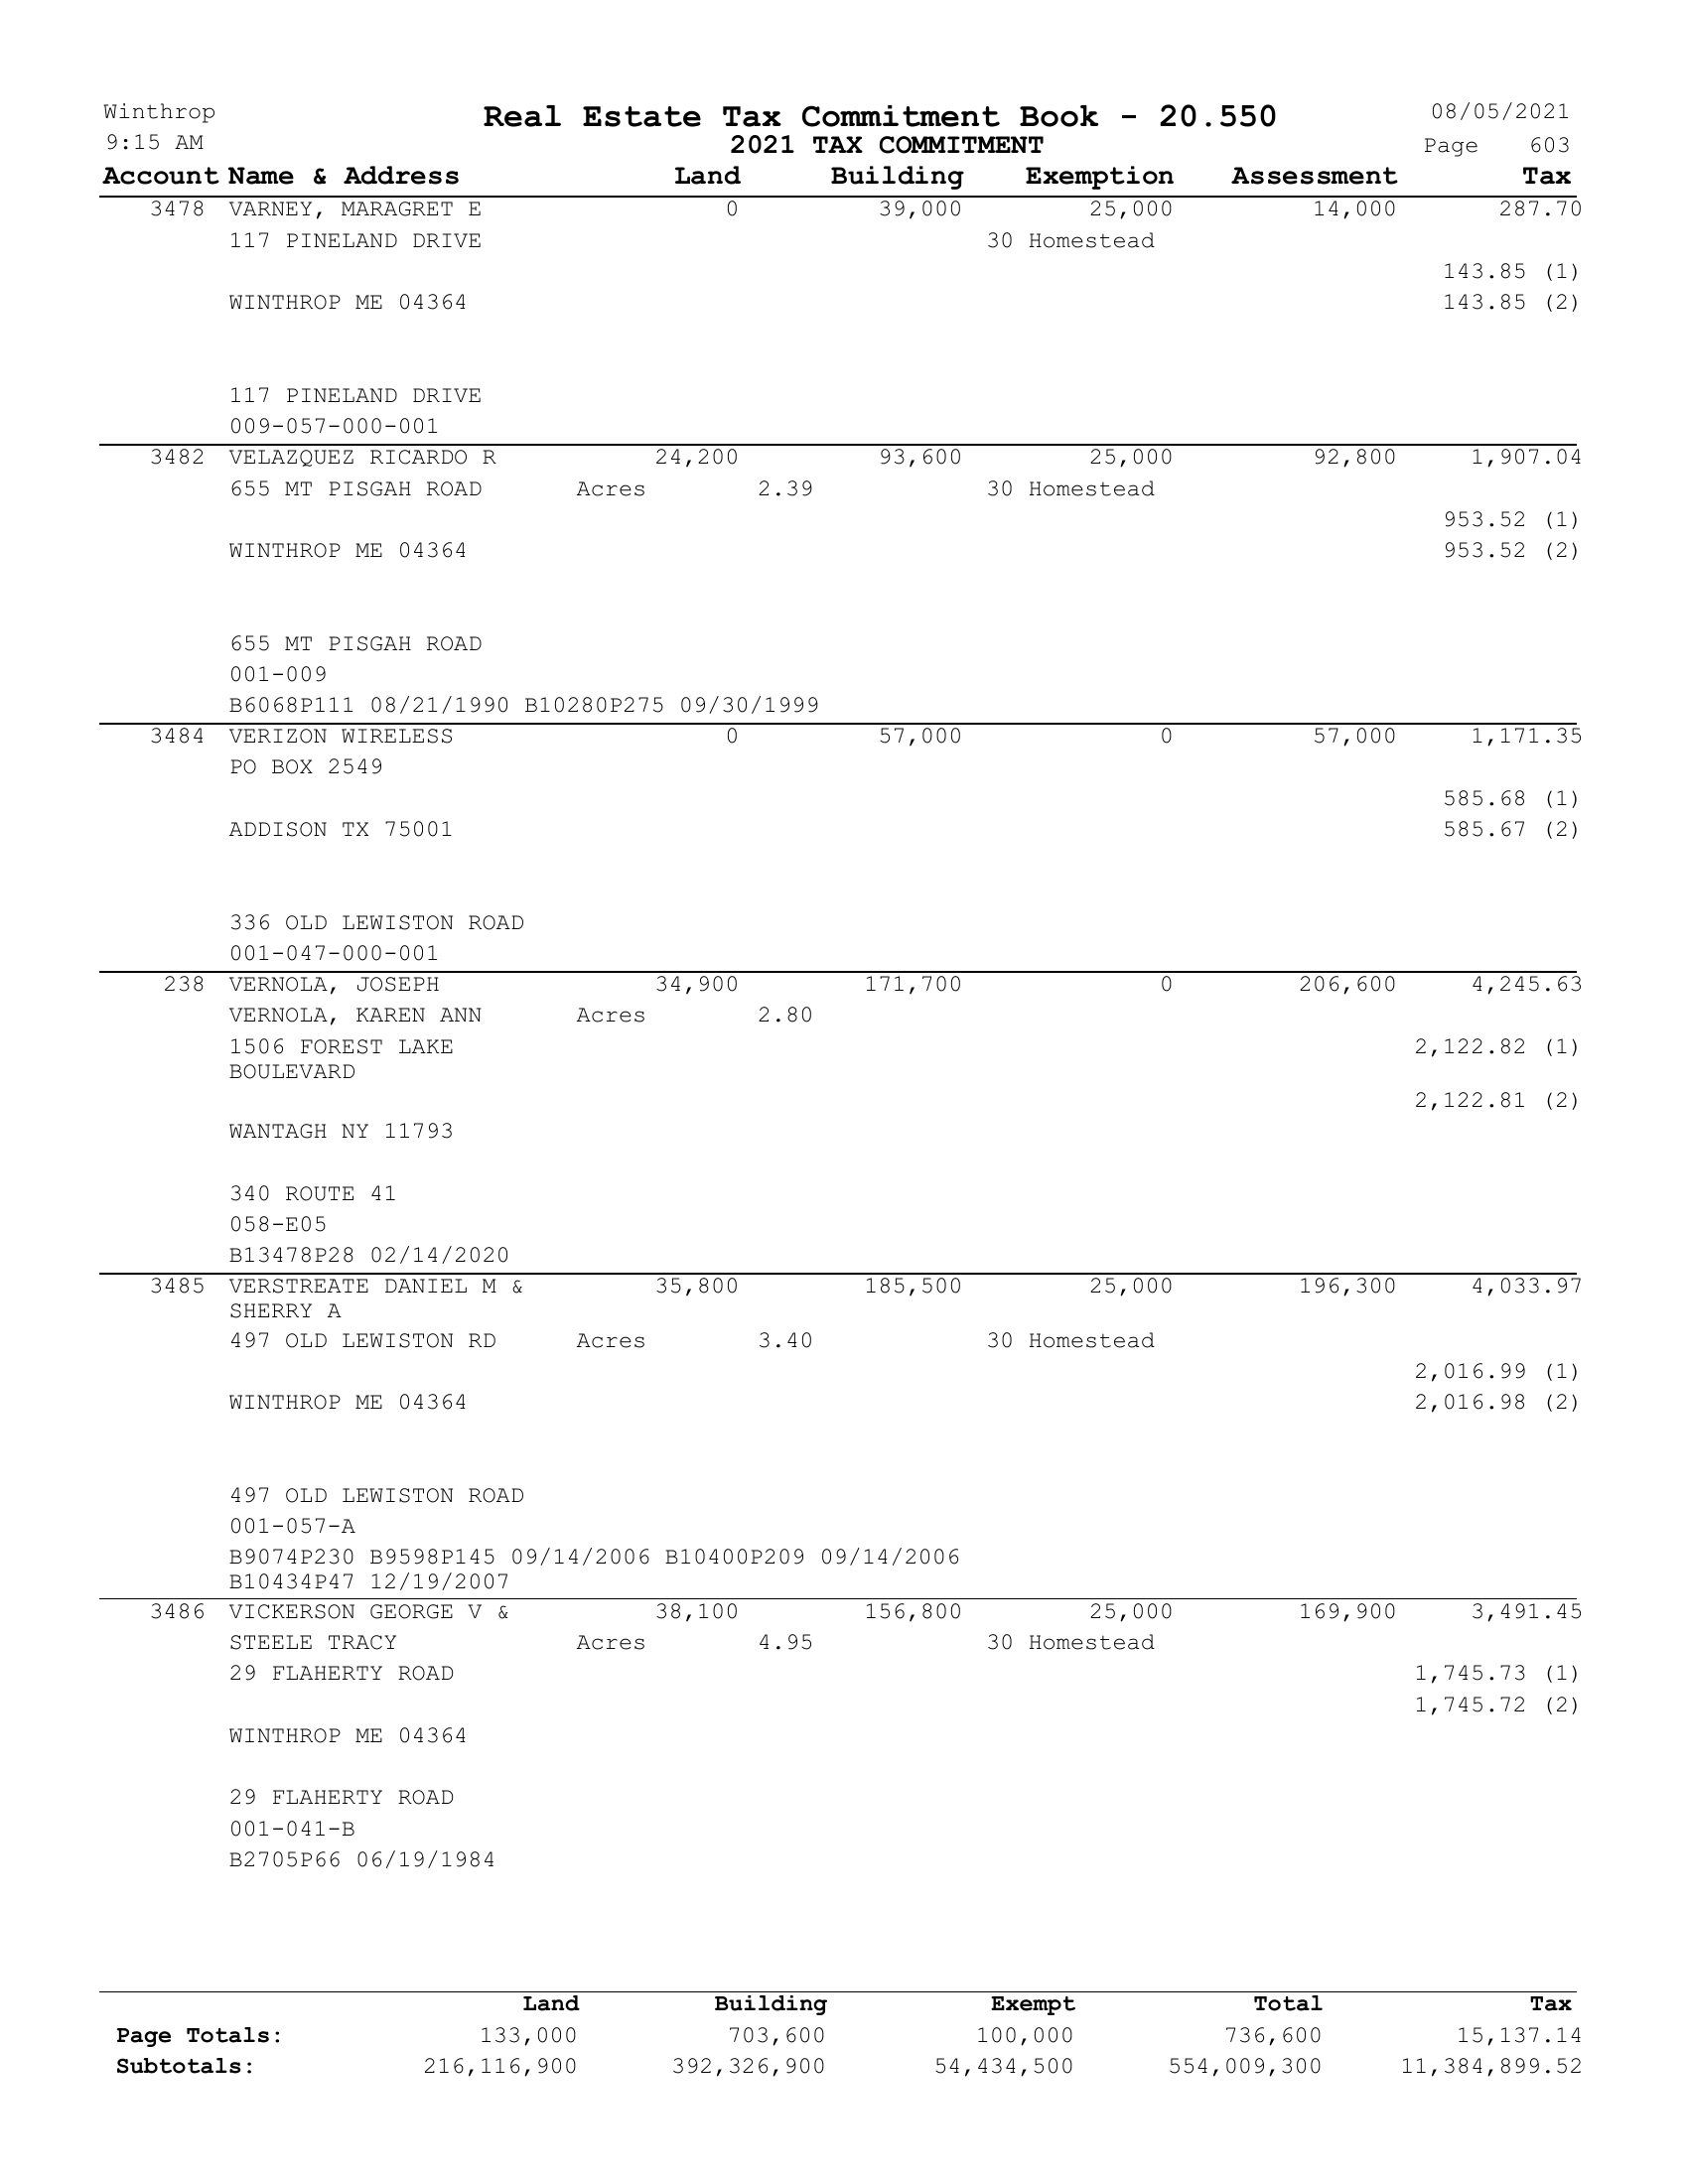 Winthrop Real Estate Tax Commitment Book - 20.550 08/05/2021
9:15 AM 2021 TAX COMMITMENT Page 603
Account Name & Address Land Building Exemption Assessment Tax
3478 VARNEY, MARAGRET E 0 39,000 25,000 14,000 287.70
117 PINELAND DRIVE 30 Homestead
143.85 (1)
WINTHROP ME 04364 143.85 (2)
117 PINELAND DRIVE
009-057-000-001
3482 VELAZQUEZ RICARDO R 24,200 93,600 25,000 92,800 1,907.04
655 MT PISGAH ROAD Acres 2.39 30 Homestead
953.52 (1)
WINTHROP ME 04364 953.52 (2)
655 MT PISGAH ROAD
001-009
B6068P111 08/21/1990 B10280P275 09/30/1999
3484 VERIZON WIRELESS 0 57,000 0 57,000 1,171.35
PO BOX 2549
585.68 (1)
ADDISON TX 75001 585.67 (2)
336 OLD LEWISTON ROAD
001-047-000-001
238 VERNOLA, JOSEPH 34,900 171,700 0 206,600 4,245.63
VERNOLA, KAREN ANN Acres 2.80
1506 FOREST LAKE 2,122.82 (1)
BOULEVARD
2,122.81 (2)
WANTAGH NY 11793
340 ROUTE 41
058-E05
B13478P28 02/14/2020
3485 VERSTREATE DANIEL M & 35,800 185,500 25,000 196,300 4,033.97
SHERRY A
497 OLD LEWISTON RD Acres 3.40 30 Homestead
2,016.99 (1)
WINTHROP ME 04364 2,016.98 (2)
497 OLD LEWISTON ROAD
001-057-A
B9074P230 B9598P145 09/14/2006 B10400P209 09/14/2006
B10434P47 12/19/2007
3486 VICKERSON GEORGE V & 38,100 156,800 25,000 169,900 3,491.45
STEELE TRACY Acres 4.95 30 Homestead
29 FLAHERTY ROAD 1,745.73 (1)
1,745.72 (2)
WINTHROP ME 04364
29 FLAHERTY ROAD
001-041-B
B2705P66 06/19/1984
Land Building Exempt Total Tax
Page Totals: 133,000 703,600 100,000 736,600 15,137.14
Subtotals: 216,116,900 392,326,900 54,434,500 554,009,300 11,384,899.52